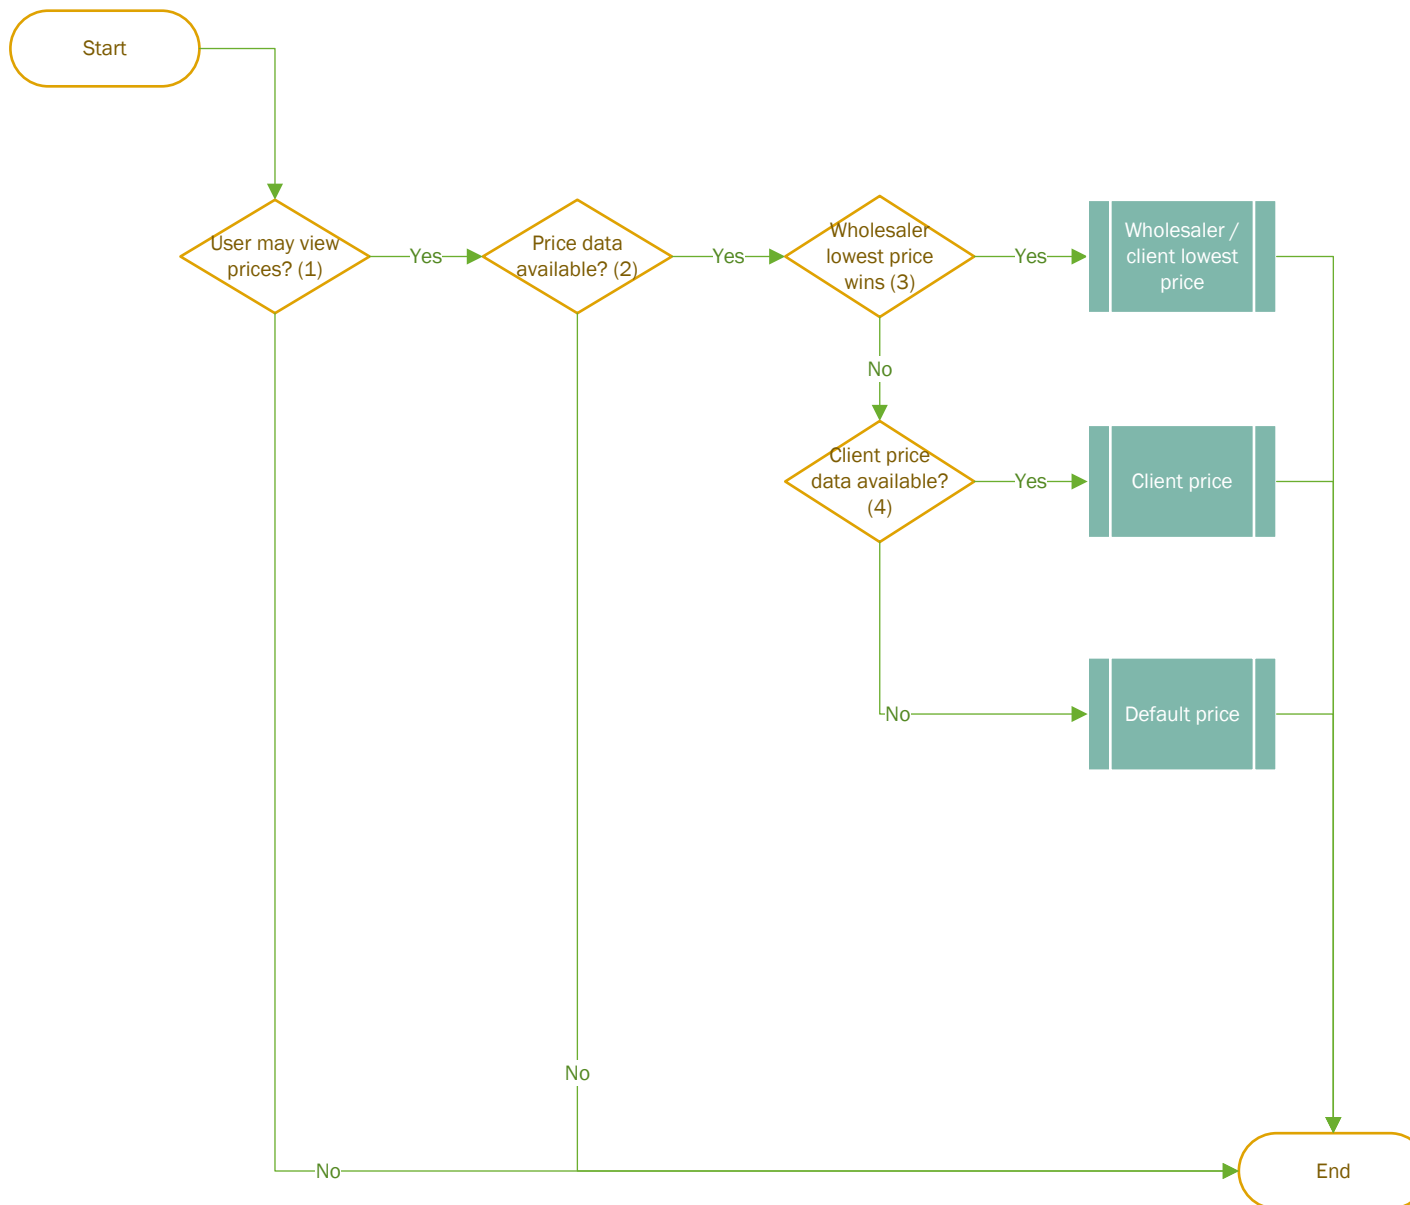 Start
User may view
prices? (1)
Yes
Price data
available? (2)
Yes
Wholesaler
lowest price
wins (3)
Yes
Wholesaler /
client lowest
price
No
Client price
data available?
(4)
Yes
Client price
No
Default price
No
No
End